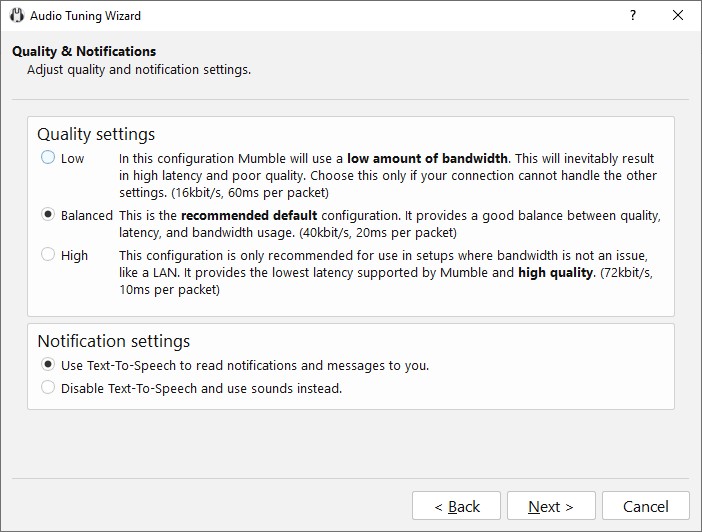 Audio Tuning Wizard
?
Quality & Notifications
Adjust quality and notification settings.
Quality settings
Low
In this configuration Mumble will use a low amount of bandwidth. This will inevitably result
in high latency and poor quality. Choose this only if your connection cannot handle the other
settings. (16kbit/s, 60ms per packet)
Balanced
This is the recommended default configuration. It provides a good balance between quality,
latency, and bandwidth usage. (40kbit/s, 20ms per packet)
High
This configuration is only recommended for use in setups where bandwidth is not an issue,
like a LAN. It provides the lowest latency supported by Mumble and high quality. (72kbit/s,
10ms per packet)
Notification settings
Use Text-To-Speech to read notifications and messages to you.
Disable Text-To-Speech and use sounds instead.
< Back
Next >
Cancel